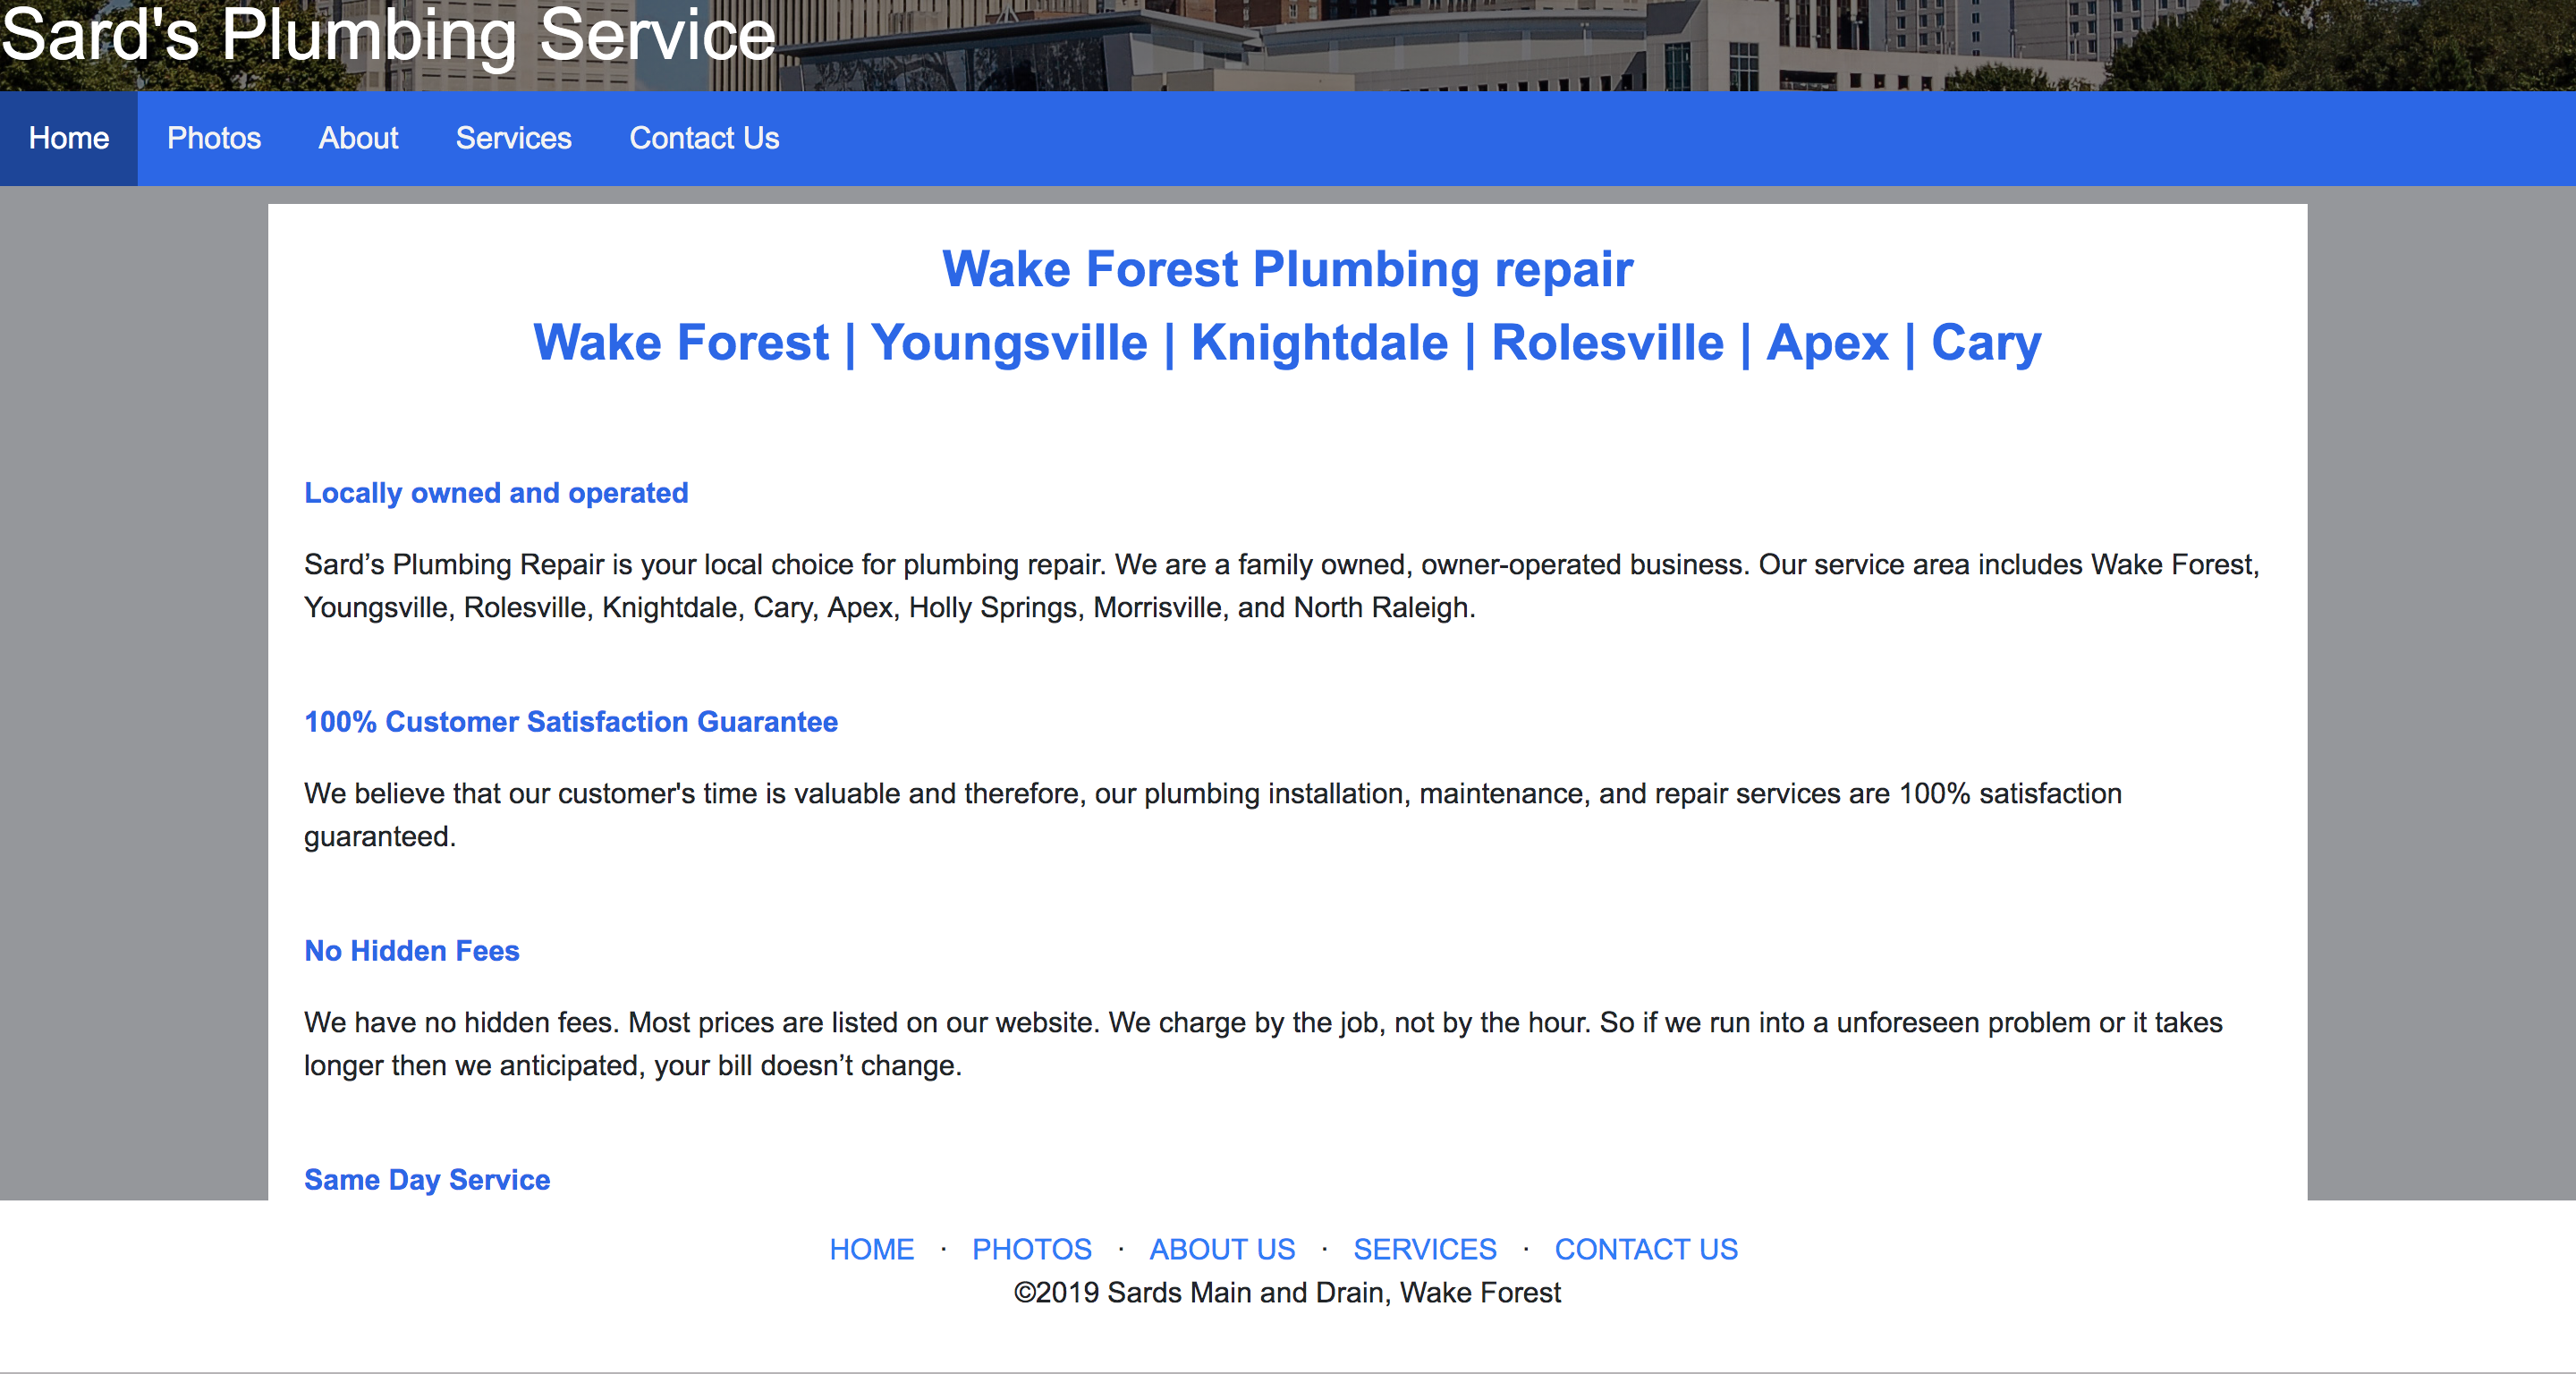 Sard's Plumbing Service
Home Photos About Services Contact Us
Wake Forest Plumbing repair
Wake Forest | Youngsville | Knightdale | Rolesville | Apex | Cary
Locally owned and operated
Sard’s Plumbing Repair is your local choice for plumbing repair. We are a family owned, owner-operated business. Our service area includes Wake Forest,
Youngsville, Rolesville, Knightdale, Cary, Apex, Holly Springs, Morrisville, and North Raleigh.
100% Customer Satisfaction Guarantee
We believe that our customer's time is valuable and therefore, our plumbing installation, maintenance, and repair services are 100% satisfaction
guaranteed.
No Hidden Fees
We have no hidden fees. Most prices are listed on our website. We charge by the job, not by the hour. So if we run into a unforeseen problem or it takes
longer then we anticipated, your bill doesn’t change.
Same Day Service
HOME · PHOTOS · ABOUT US · SERVICES · CONTACT US
©2019 Sards Main and Drain, Wake Forest